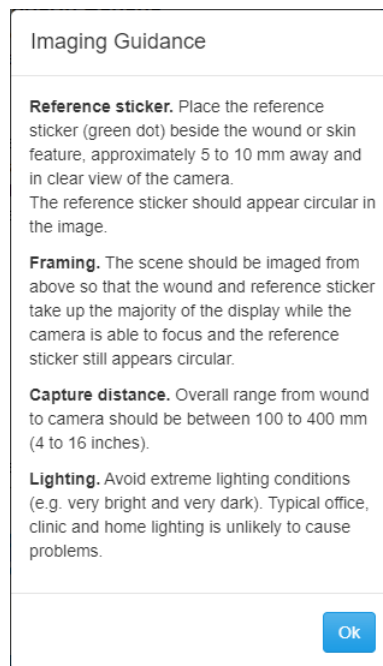 Imaging Guidance
Reference sticker. Place the reference
sticker (green dot) beside the wound or skin
feature, approximately 5 to 10 mm away and
in clear view of the camera.
The reference sticker should appear circular in
the image.
Framing. The scene should be imaged from
above so that the wound and reference sticker
take up the majority of the display while the
camera is able to focus and the reference
sticker still appears circular.
Capture distance. Overall range from wound
to camera should be between 100 to 400 mm
(4 to 16 inches).
Lighting. Avoid extreme lighting conditions
(e.g. very bright and very dark). Typical office,
clinic and home lighting is unlikely to cause
problems.
Ok